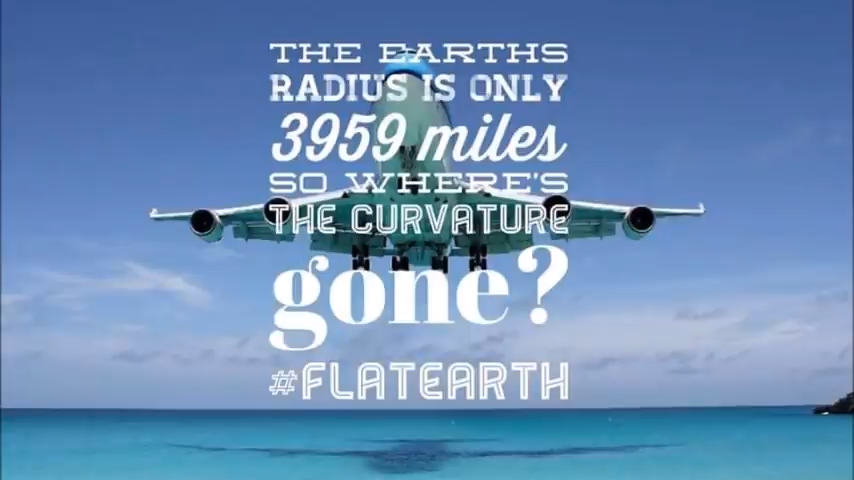 THE EARTHS
RADIUS IS ONLY
3959 miles
SO WHERE'S
THE CURVATURE
gone?
#FLATEARTH